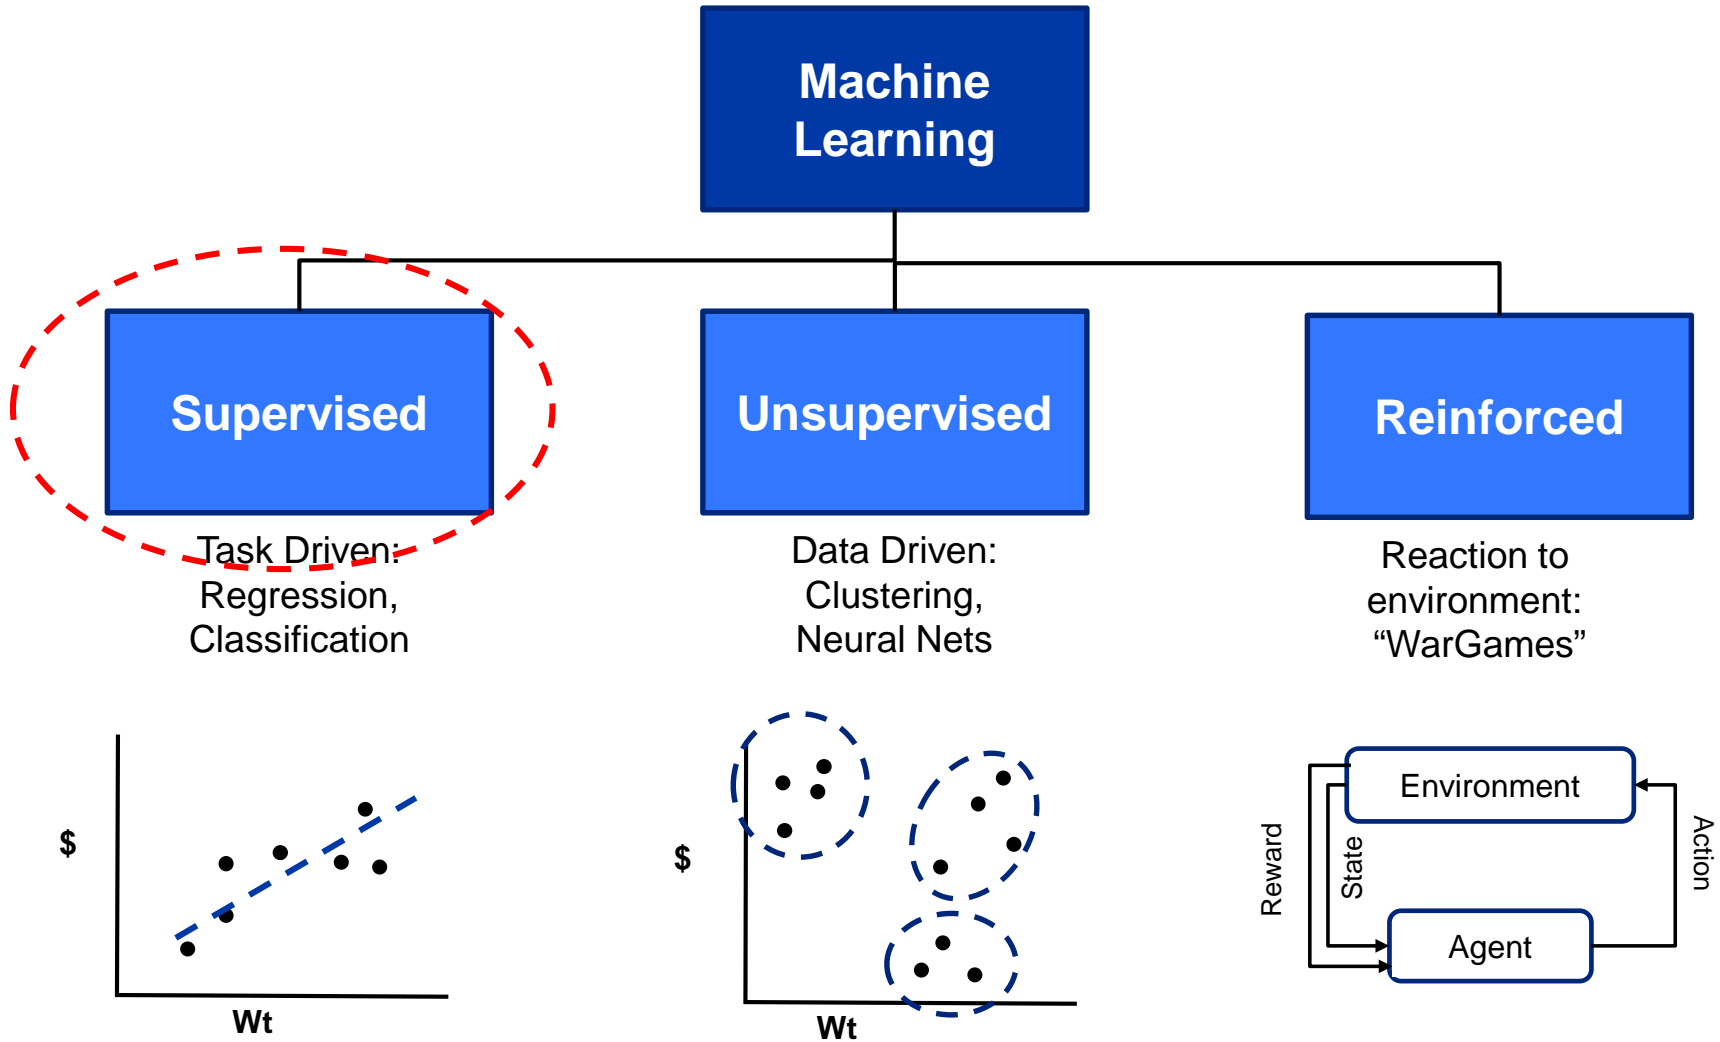 Machine
Learning
Supervised
Unsupervised
Reinforced
Task Driven:
Regression,
Classification
Data Driven:
Clustering,
Neural Nets
Reaction to
environment:
“WarGames”
$
Wt
$
Wt
Environment
Reward
State
Action
Agent